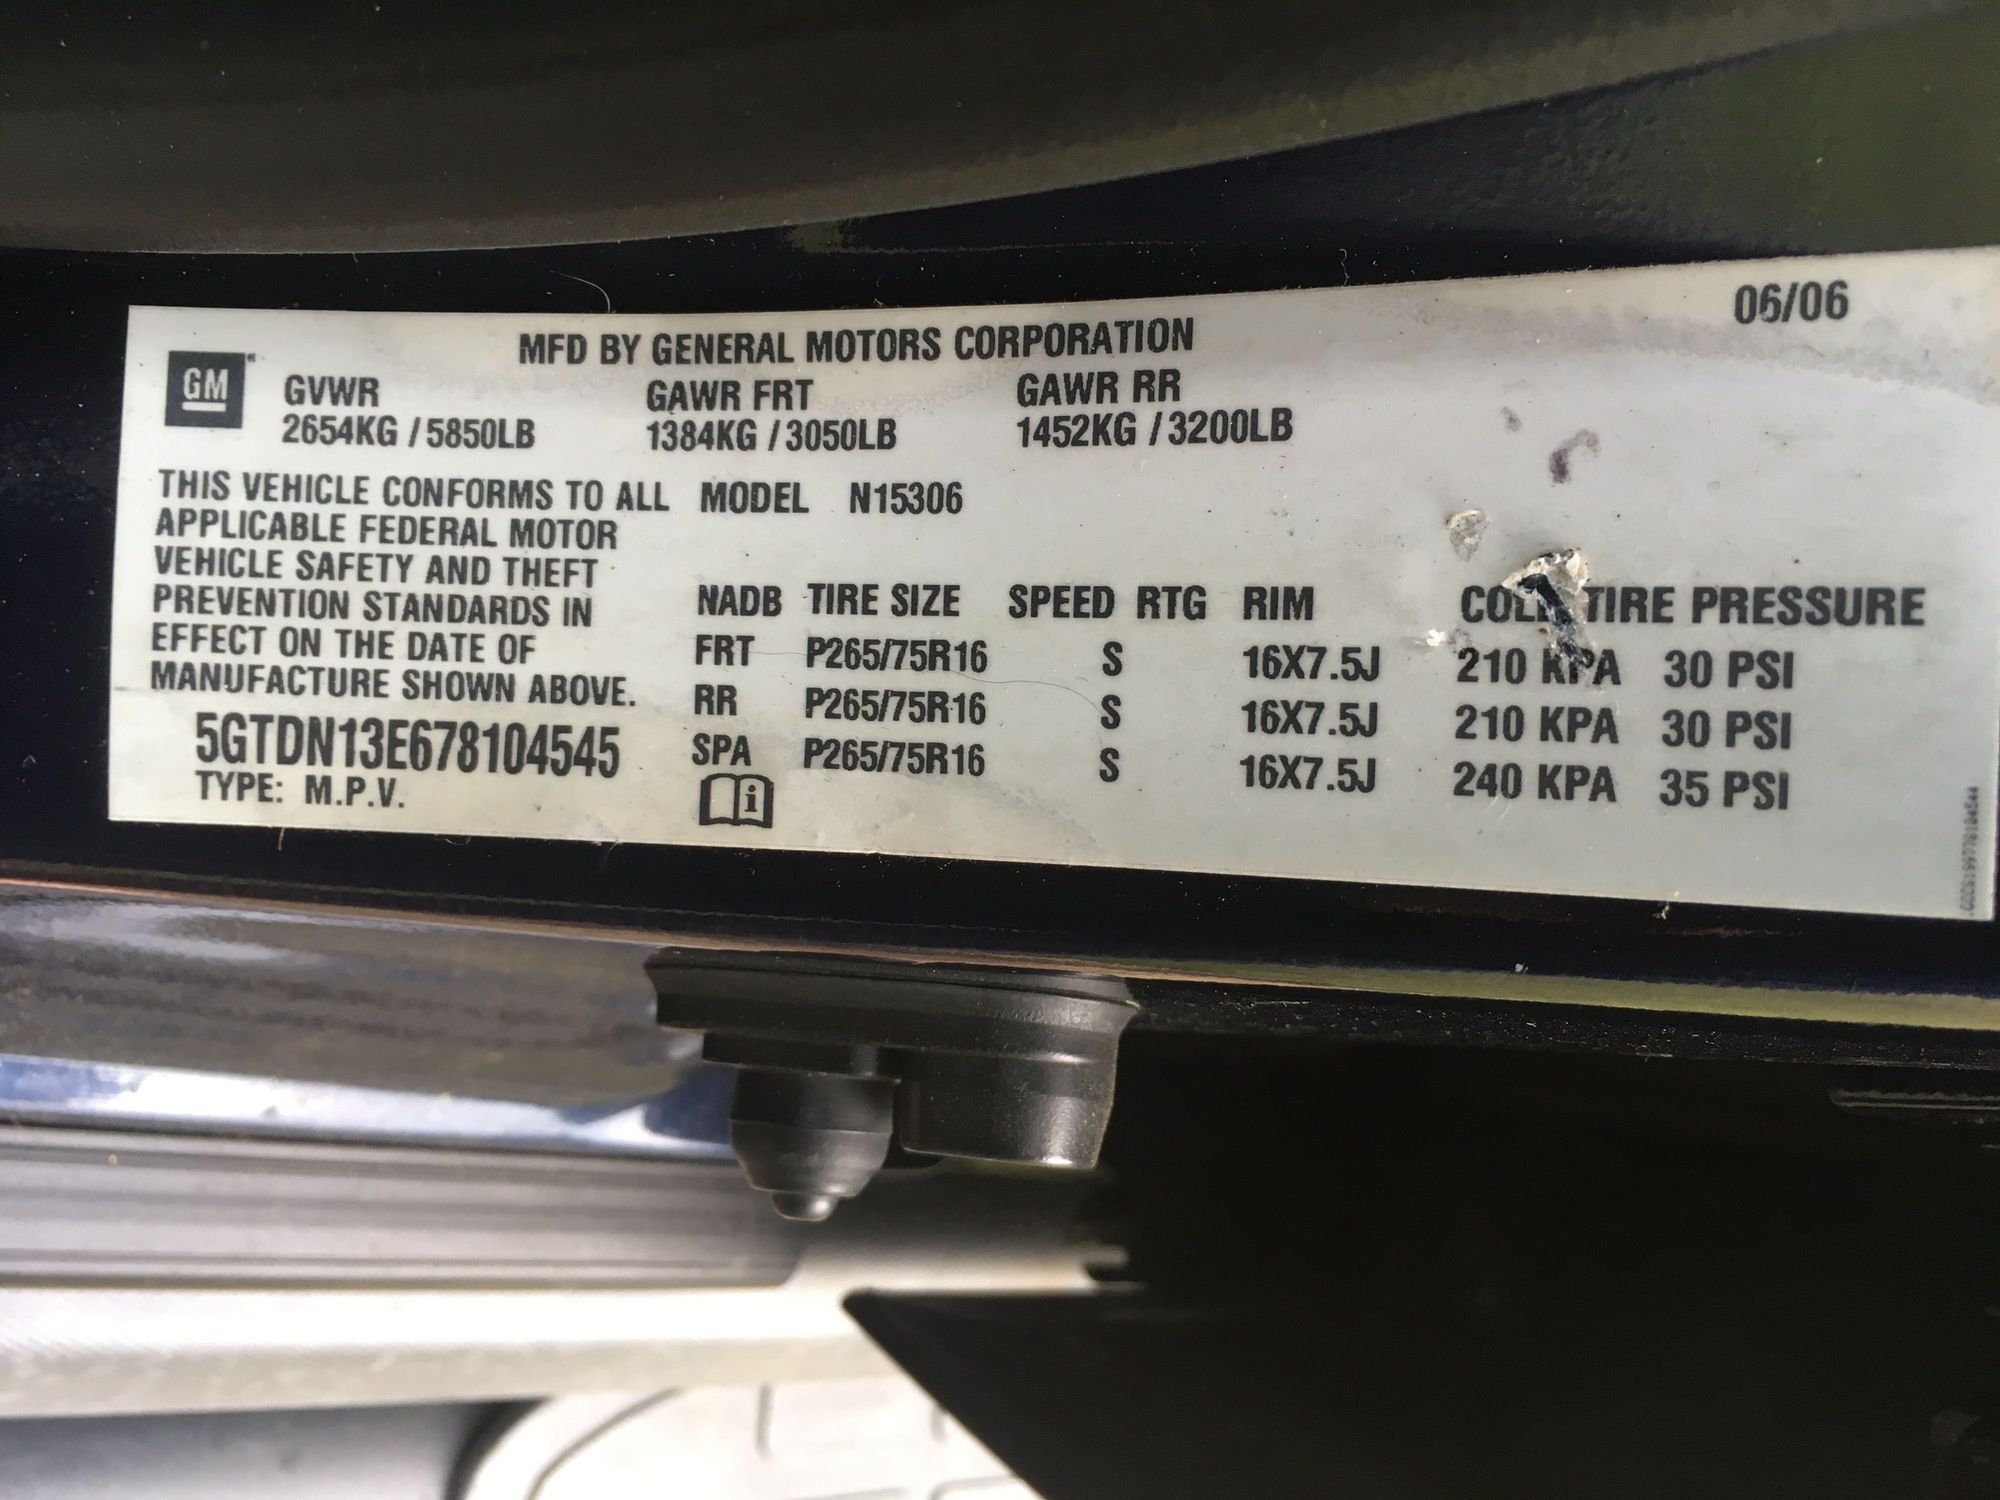 06/06
MFD BY GENERAL MOTORS CORPORATION
GM
GVWR GAWR FRT GAWR RR
2654KG / 5850LB 1384KG / 3050LB 1452KG / 3200LB
THIS VEHICLE CONFORMS TO ALL
APPLICABLE FEDERAL MOTOR
VEHICLE SAFETY AND THEFT
PREVENTION STANDARDS IN
EFFECT ON THE DATE OF
MANUFACTURE SHOWN ABOVE.
5GTDN13E678104545
TYPE: M.P.V.
MODEL N15306
NADB TIRE SIZE SPEED RTG RIM COLD TIRE PRESSURE
FRT P265/75R16 S 16X7.5J 210 KPA 30 PSI
RR P265/75R16 S 16X7.5J 210 KPA 30 PSI
SPA P265/75R16 S 16X7.5J 240 KPA 35 PSI
i